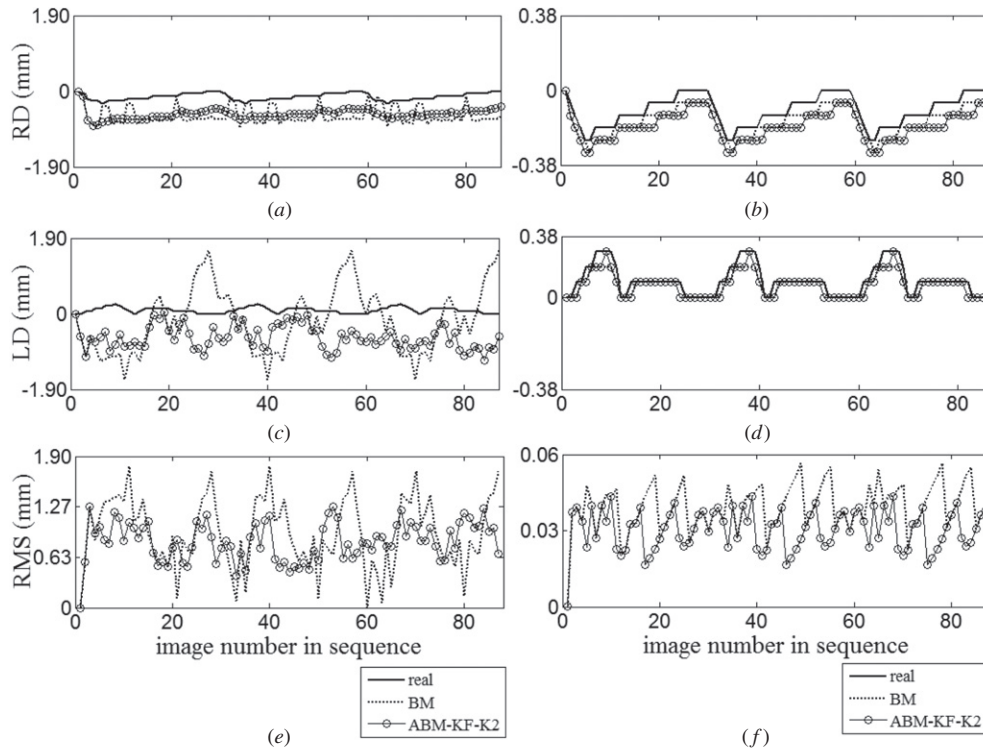 1.90
RD (mm)
0
-1.90
0 20 40 60 80
(a)
0.38
0
-0.38
0 20 40 60 80
(b)
1.90
LD (mm)
0
-1.90
0 20 40 60 80
(c)
0.38
0
-0.38
0 20 40 60 80
(d)
1.90
1.27
RMS (mm)
0.63
0
0 20 40 60 80
image number in sequence
real
BM
ABM-KF-K2
(e)
0.06
0.03
0
0 20 40 60 80
image number in sequence
real
BM
ABM-KF-K2
(f)